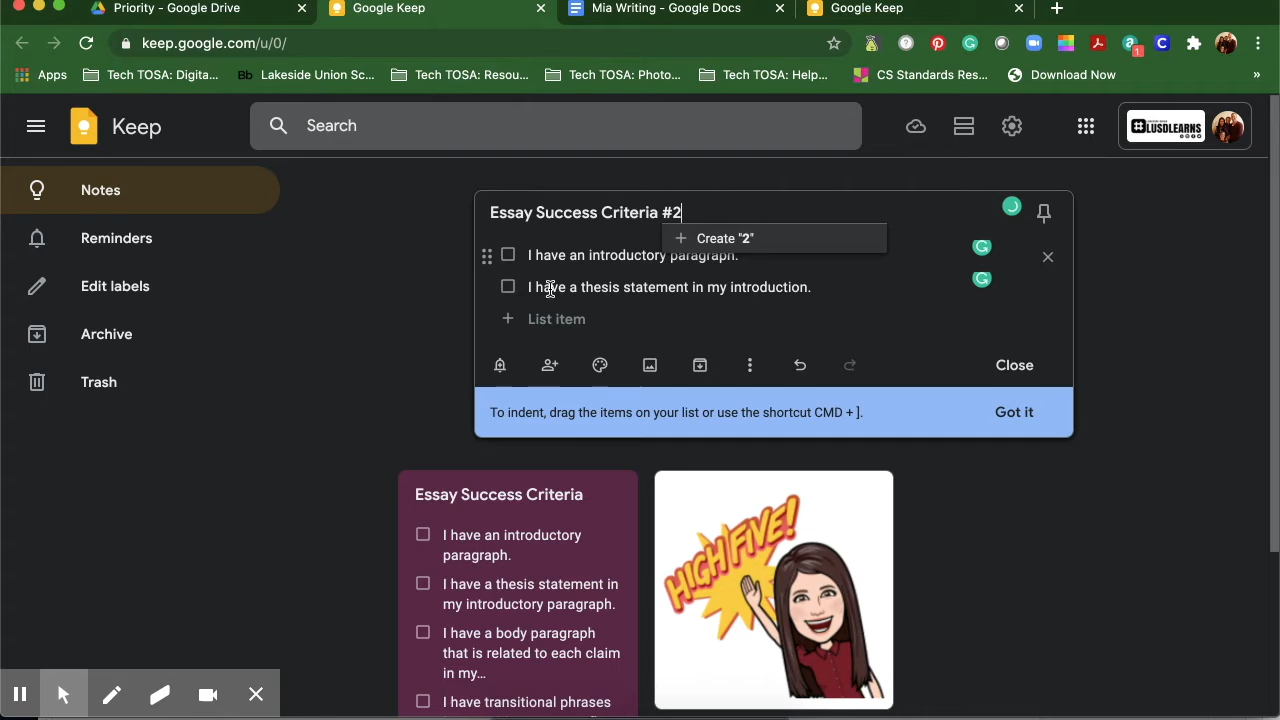 Priority - Google Drive
Google Keep
Mia Writing - Google Docs
Google Keep
keep.google.com/u/0/
1
Apps
Tech TOSA: Digita...
Bb Lakeside Union Sc...
Tech TOSA: Resou...
Tech TOSA: Photo...
Tech TOSA: Help...
CS Standards Res...
Download Now
»
Keep
Search
LUSDLEARNS
Notes
Reminders
Edit labels
Archive
Trash
Essay Success Criteria #2
+ Create "2"
I have an introductory paragraph.
I have a thesis statement in my introduction.
+ List item
Close
To indent, drag the items on your list or use the shortcut CMD + ].
Got it
Essay Success Criteria
I have an introductory
paragraph.
I have a thesis statement in
my introductory paragraph.
I have a body paragraph
that is related to each claim
in my...
I have transitional phrases
HIGH FIVE!